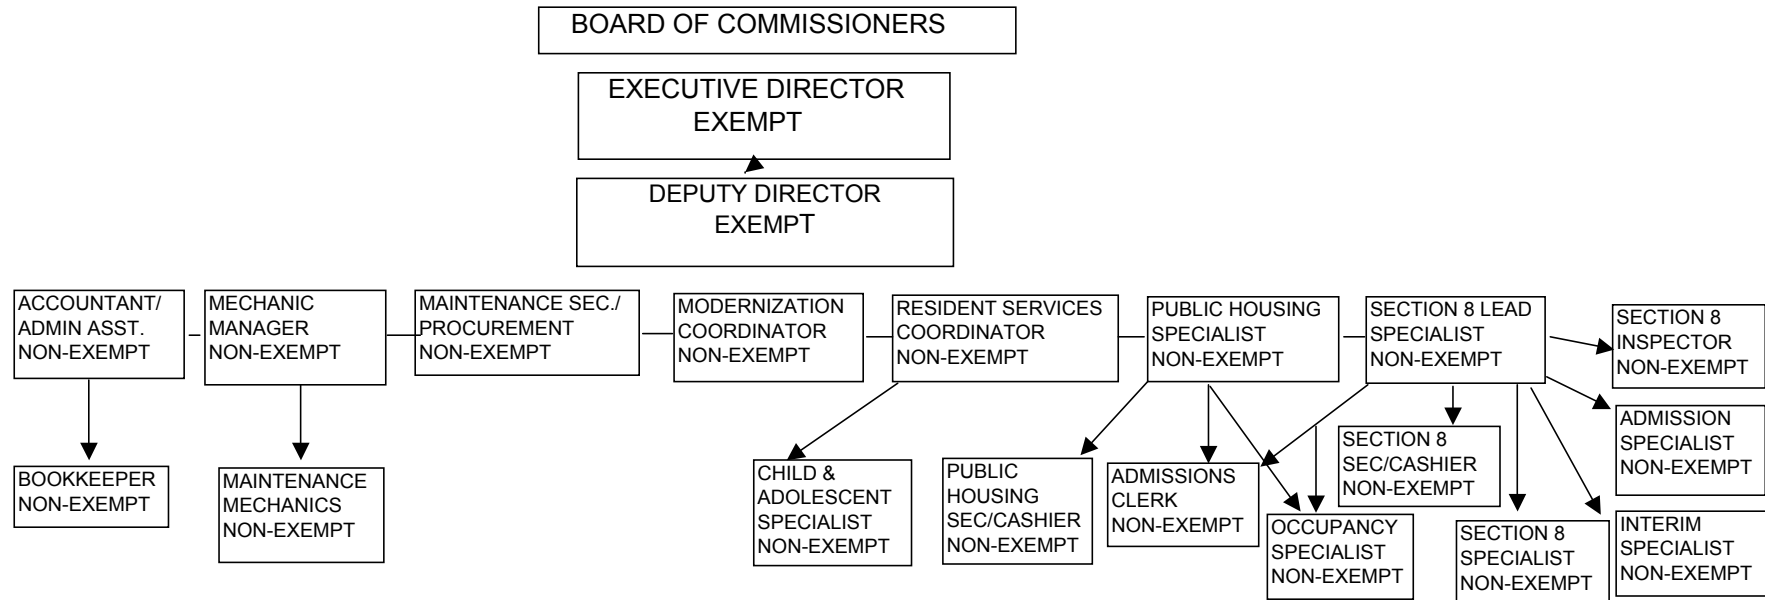 BOARD OF COMMISSIONERS
EXECUTIVE DIRECTOR
EXEMPT
DEPUTY DIRECTOR
EXEMPT
ACCOUNTANT/
ADMIN ASST.
NON-EXEMPT
MECHANIC
MANAGER
NON-EXEMPT
MAINTENANCE SEC./
PROCUREMENT
NON-EXEMPT
MODERNIZATION
COORDINATOR
NON-EXEMPT
RESIDENT SERVICES
COORDINATOR
NON-EXEMPT
PUBLIC HOUSING
SPECIALIST
NON-EXEMPT
SECTION 8 LEAD
SPECIALIST
NON-EXEMPT
SECTION 8
INSPECTOR
NON-EXEMPT
BOOKKEEPER
NON-EXEMPT
MAINTENANCE
MECHANICS
NON-EXEMPT
CHILD &
ADOLESCENT
SPECIALIST
NON-EXEMPT
PUBLIC
HOUSING
SEC/CASHIER
NON-EXEMPT
ADMISSIONS
CLERK
NON-EXEMPT
OCCUPANCY
SPECIALIST
NON-EXEMPT
SECTION 8
SEC/CASHIER
NON-EXEMPT
SECTION 8
SPECIALIST
NON-EXEMPT
ADMISSION
SPECIALIST
NON-EXEMPT
INTERIM
SPECIALIST
NON-EXEMPT